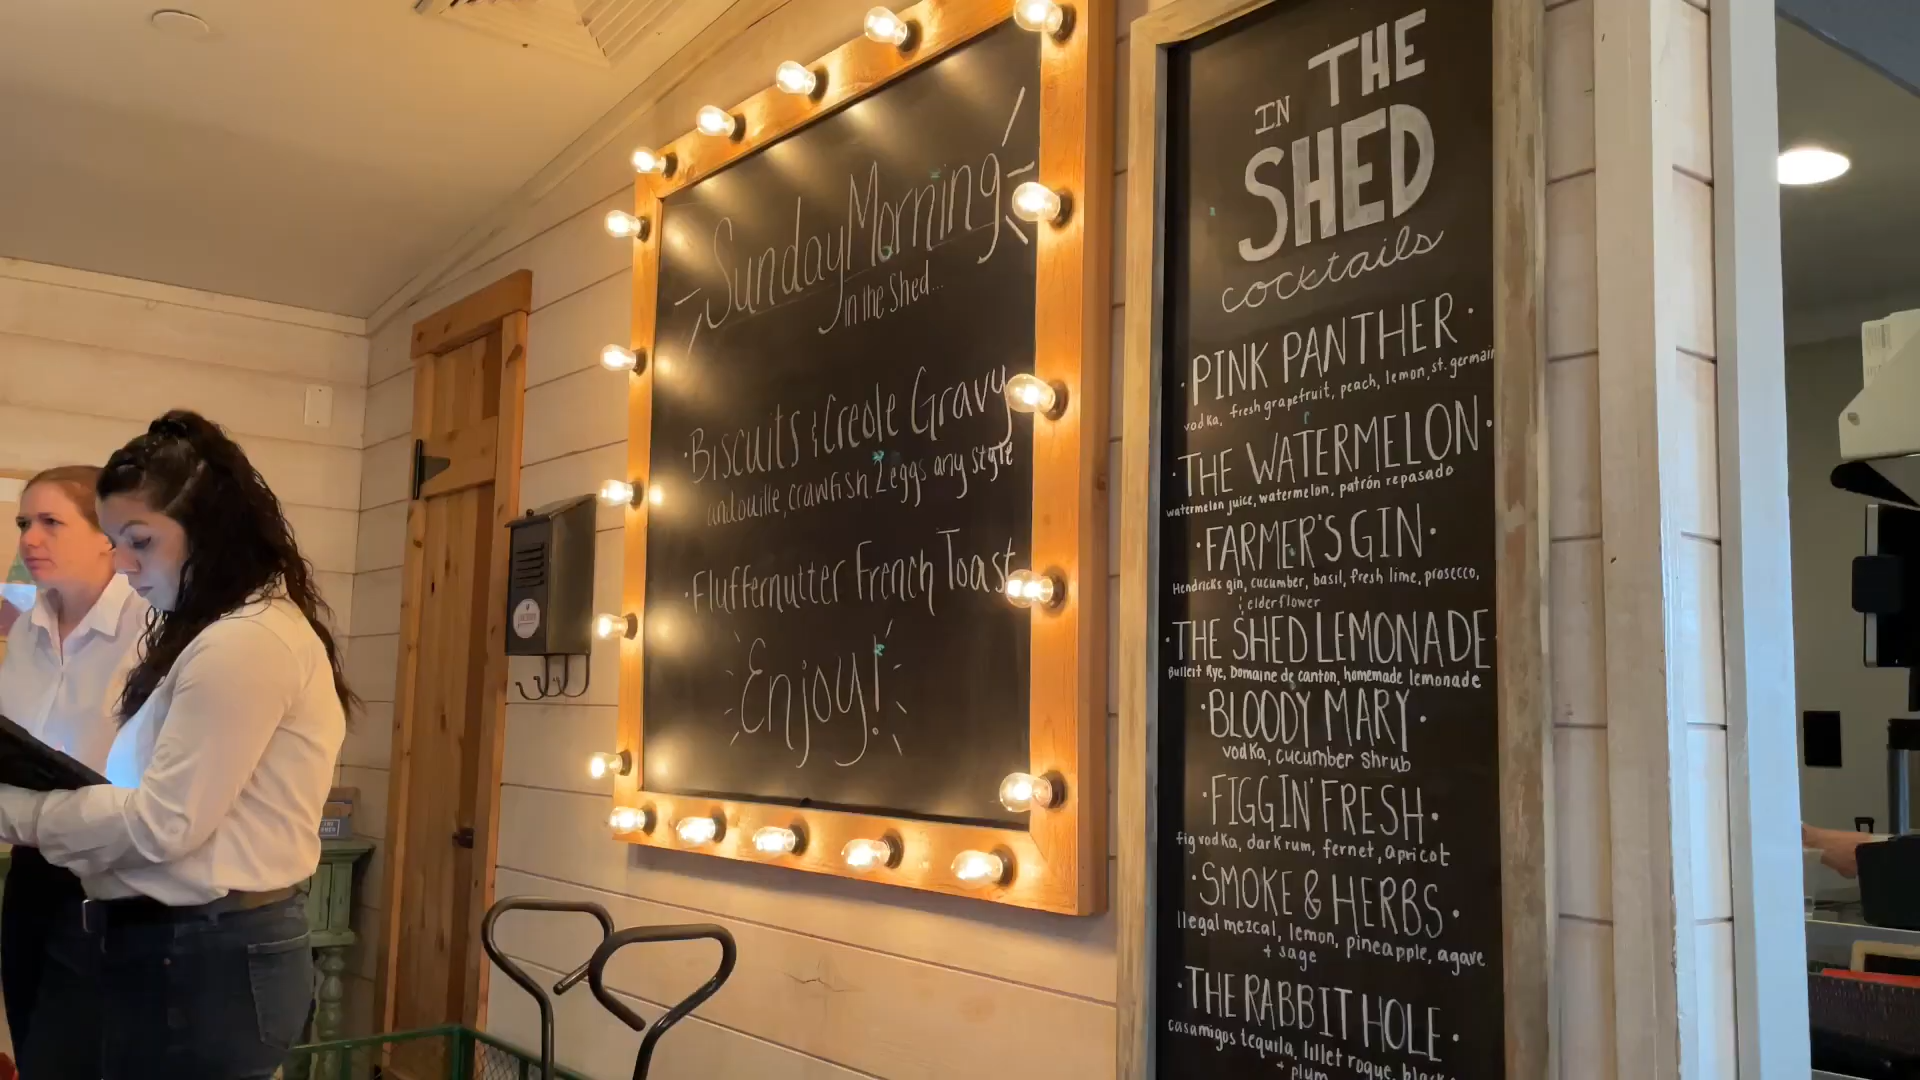 Sunday Morning
in the Shed...
· Biscuits & Creole Gravy
andouille, crawfish, 2 eggs any style
· Fluffernutter French Toast
Enjoy!
IN THE
SHED
cocktails
· PINK PANTHER ·
vodka, fresh grapefruit, peach, lemon, st. germain
· THE WATERMELON ·
watermelon juice, watermelon, patrón repasado
· FARMER'S GIN ·
Hendricks gin, cucumber, basil, fresh lime, prosecco,
& elderflower
· THE SHED LEMONADE
Bulleit Rye, Domaine de canton, homemade lemonade
· BLOODY MARY ·
vodka, cucumber shrub
· FIGGIN' FRESH ·
fig vodka, dark rum, fernet, apricot
· SMOKE & HERBS ·
Ilegal mezcal, lemon, pineapple, agave
+ sage
· THE RABBIT HOLE ·
casamigos tequila, lillet rogue,
+ plum